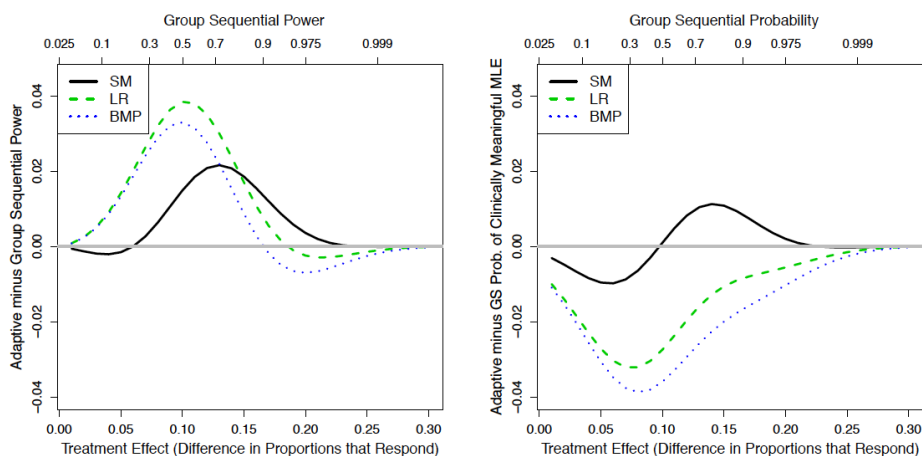 Group Sequential Power
0.025 0.1 0.3 0.5 0.7 0.9 0.975 0.999
SM
LR
BMP
Adaptive minus Group Sequential Power
0.04
0.02
0.00
−0.02
−0.04
0.00 0.05 0.10 0.15 0.20 0.25 0.30
Treatment Effect (Difference in Proportions that Respond)
Group Sequential Probability
0.025 0.1 0.3 0.5 0.7 0.9 0.975 0.999
SM
LR
BMP
Adaptive minus GS Prob. of Clinically Meaningful MLE
0.04
0.02
0.00
−0.02
−0.04
0.00 0.05 0.10 0.15 0.20 0.25 0.30
Treatment Effect (Difference in Proportions that Respond)